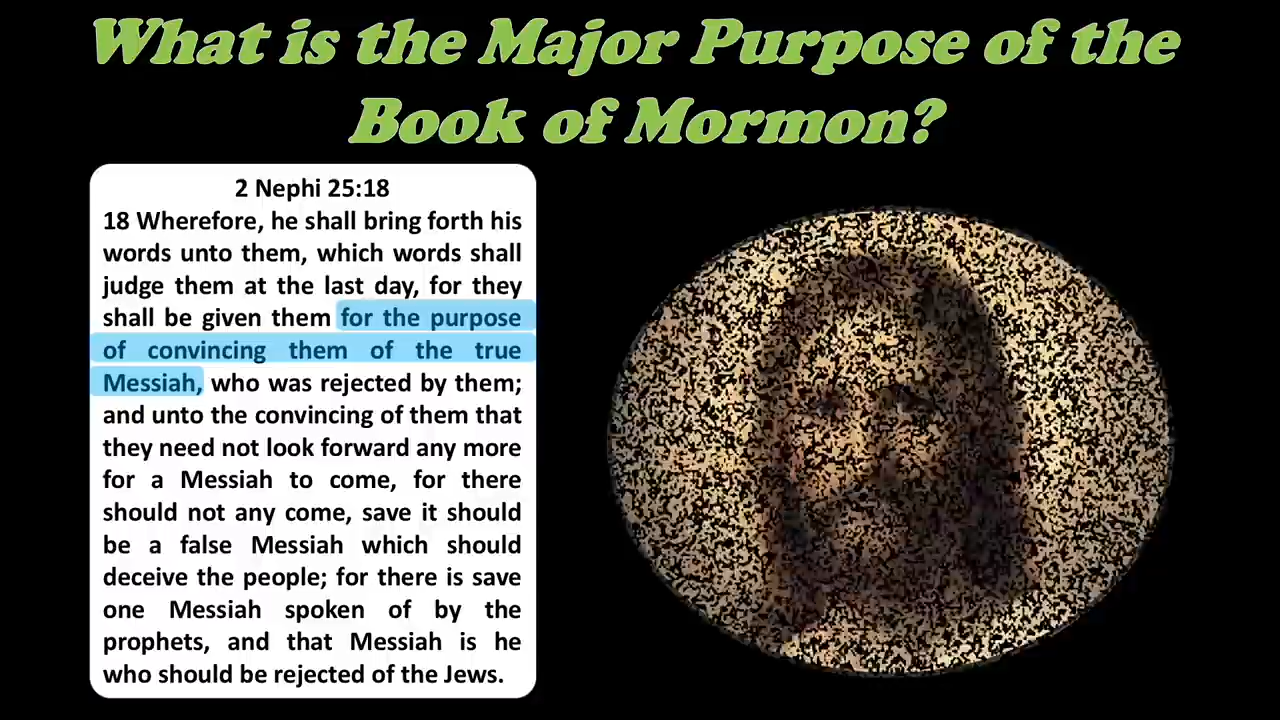 What is the Major Purpose of the
Book of Mormon?
2 Nephi 25:18
18 Wherefore, he shall bring forth his
words unto them, which words shall
judge them at the last day, for they
shall be given them for the purpose
of convincing them of the true
Messiah, who was rejected by them;
and unto the convincing of them that
they need not look forward any more
for a Messiah to come, for there
should not any come, save it should
be a false Messiah which should
deceive the people; for there is save
one Messiah spoken of by the
prophets, and that Messiah is he
who should be rejected of the Jews.